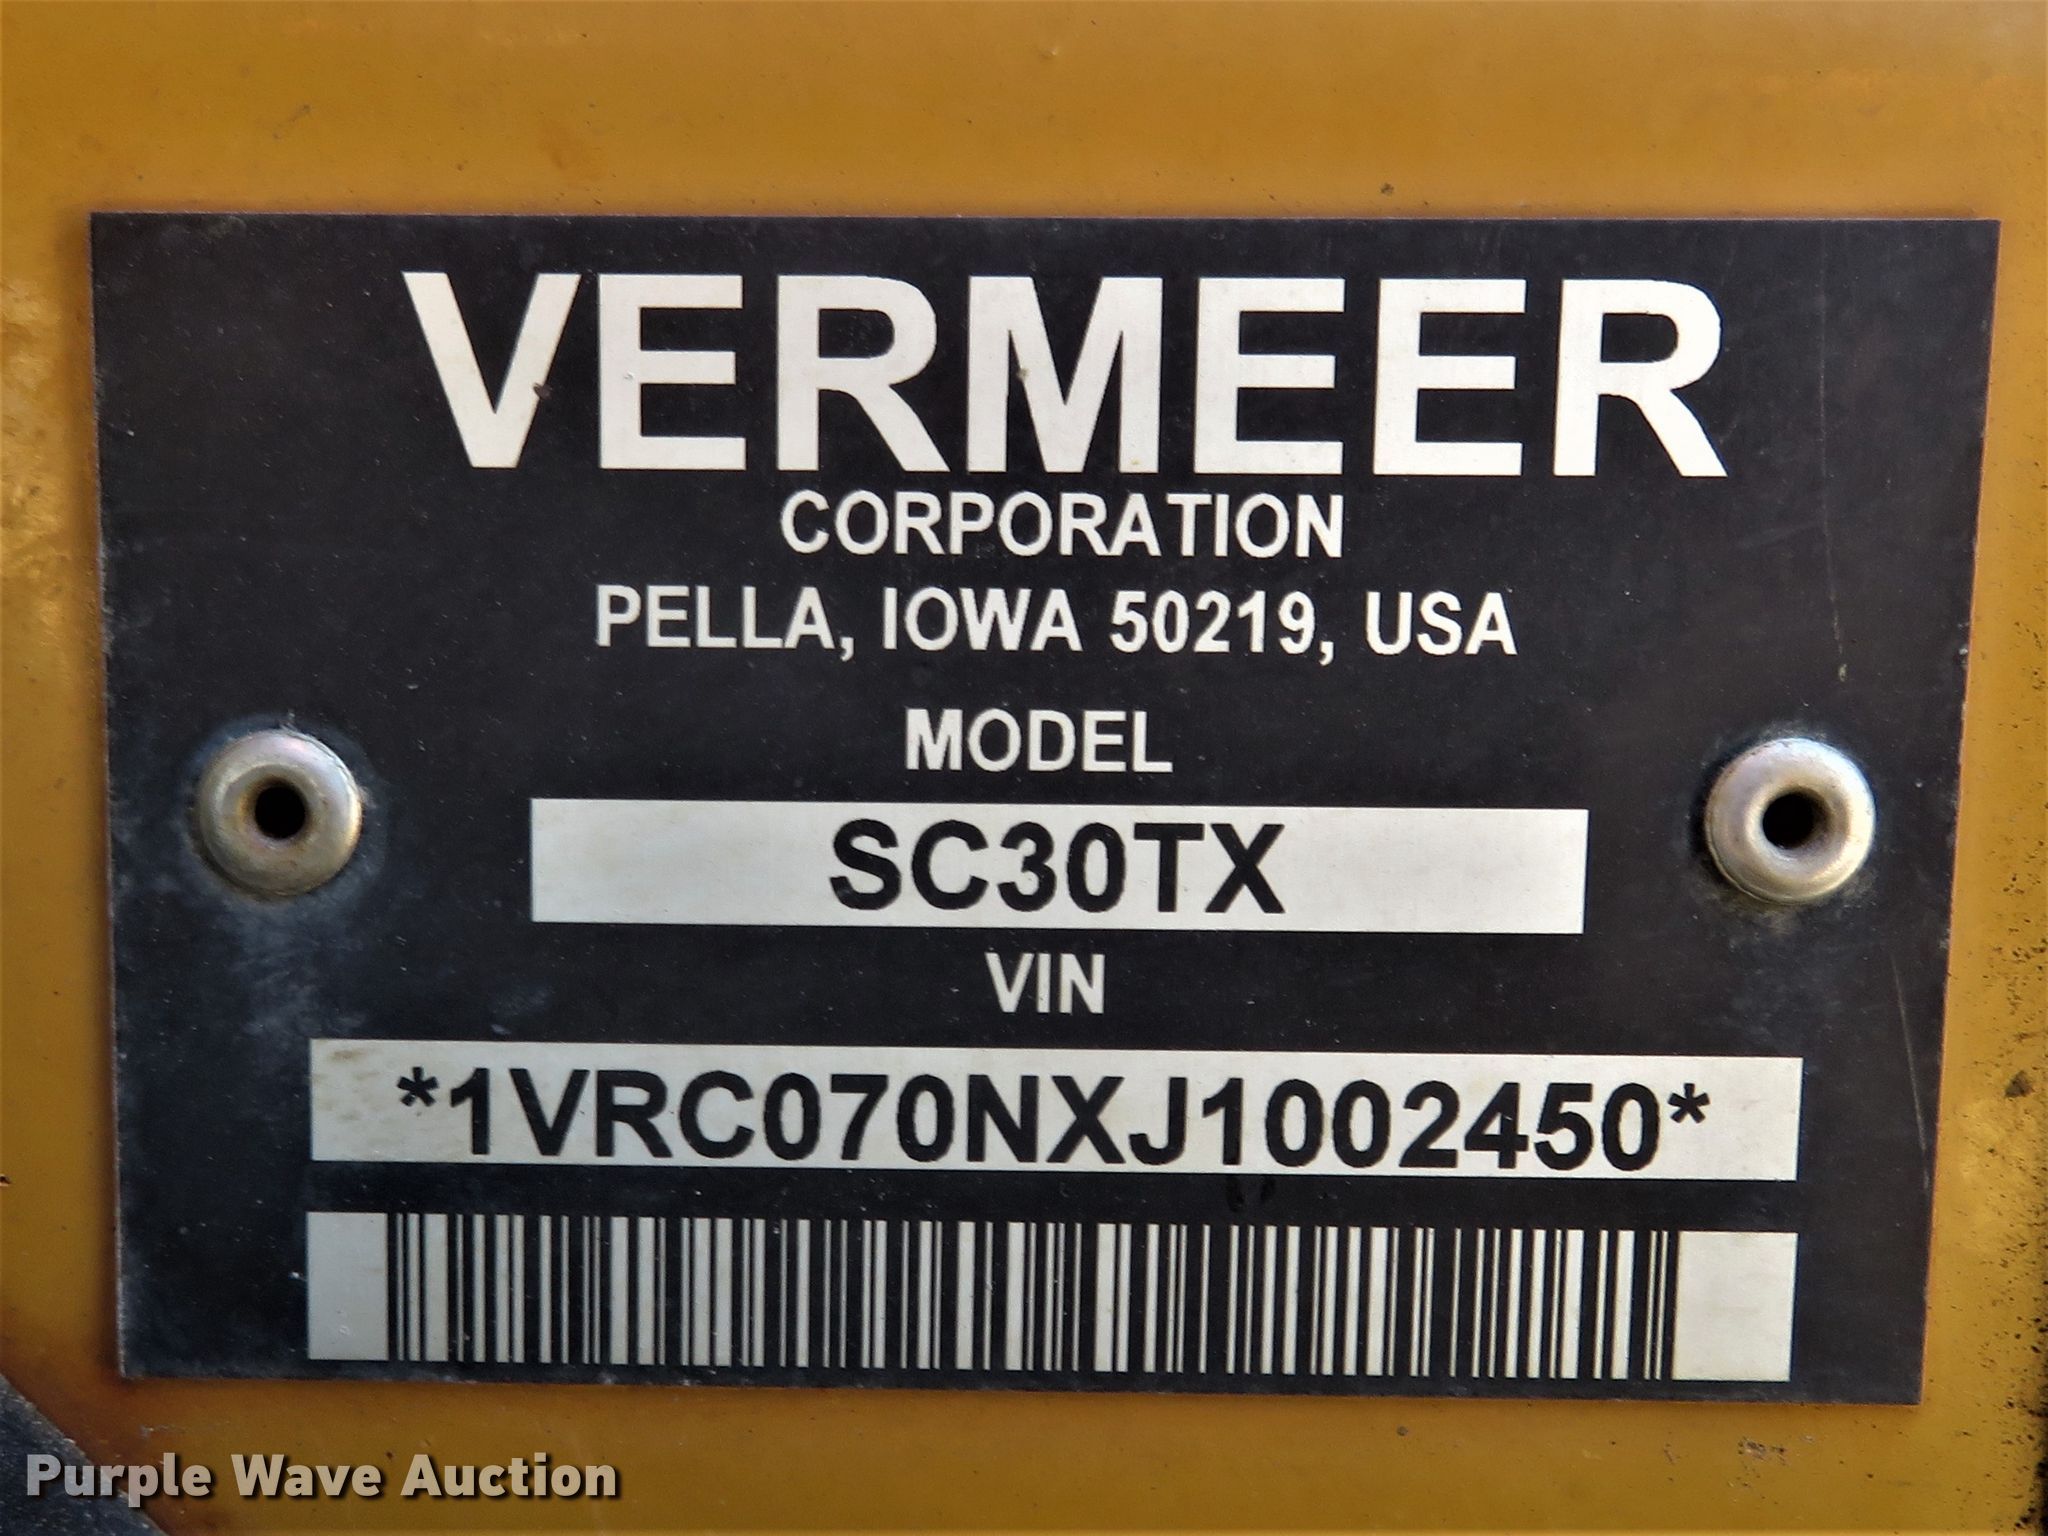 VERMEER
CORPORATION
PELLA, IOWA 50219, USA
MODEL
SC30TX
VIN
*1VRC070NXJ1002450*
Purple Wave Auction